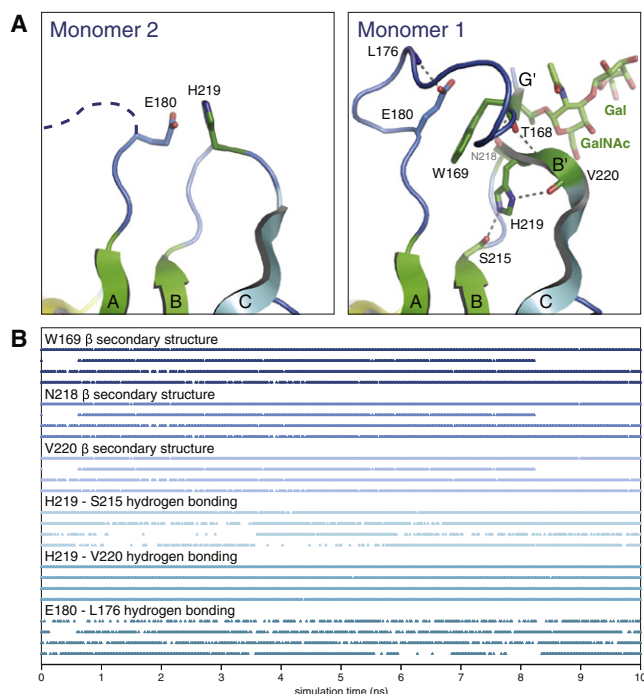 A
Monomer 2
E180
H219
A
B
C
Monomer 1
L176
E180
G'
T168
Gal
GalNAc
W169
N218
B'
V220
H219
S215
A
B
C
B
W169 β secondary structure
N218 β secondary structure
V220 β secondary structure
H219 - S215 hydrogen bonding
H219 - V220 hydrogen bonding
E180 - L176 hydrogen bonding
0 1 2 3 4 5 6 7 8 9 10
simulation time (ns)